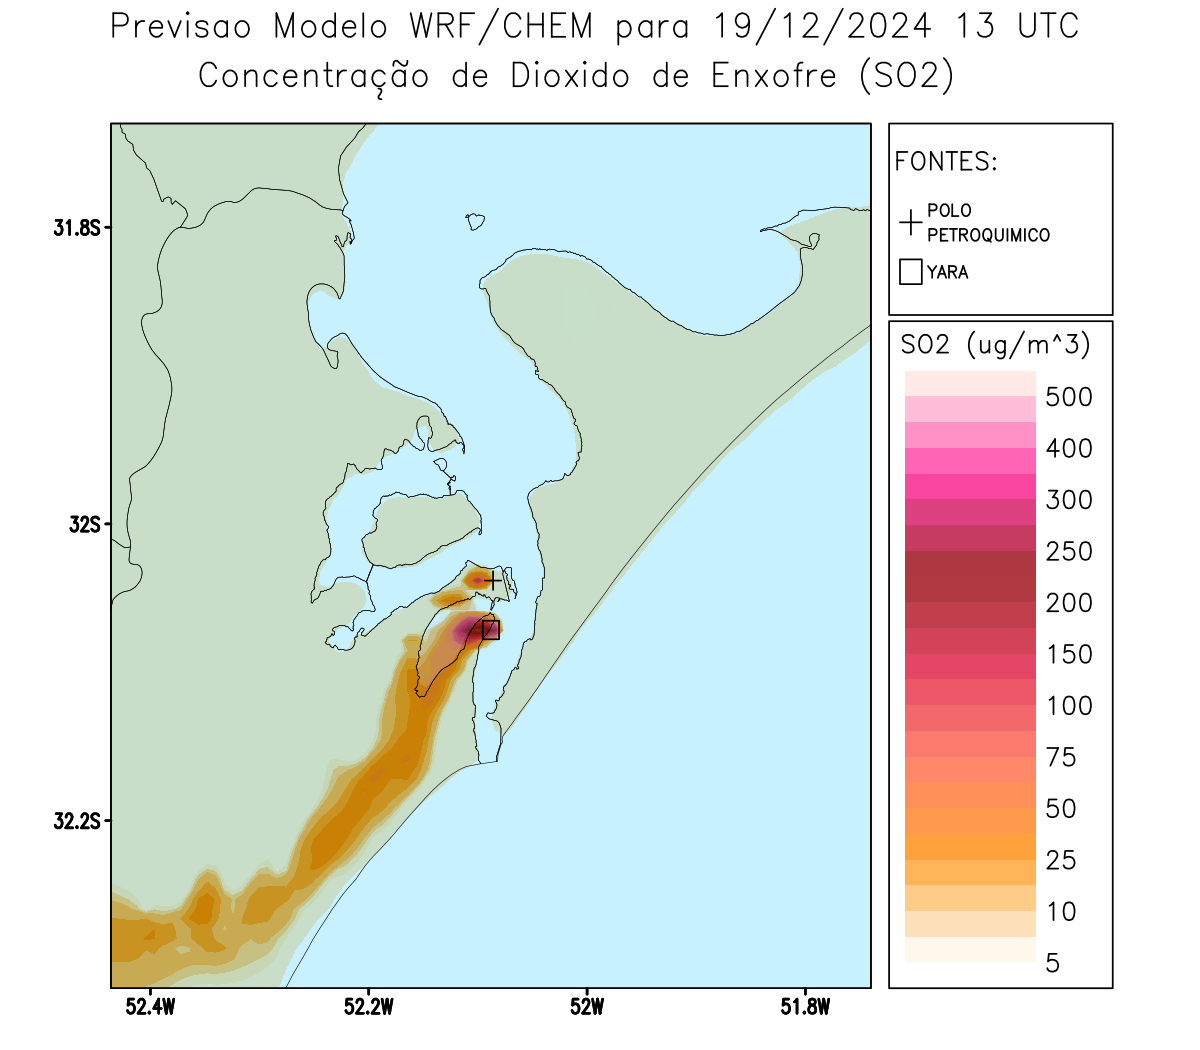 Previsao Modelo WRF/CHEM para 19/12/2024 13 UTC
Concentração de Dioxido de Enxofre (SO2)
FONTES:
POLO
PETROQUIMICO
YARA
31.8S
32S
32.2S
52.4W
52.2W
52W
51.8W
SO2 (ug/m^3)
500
400
300
250
200
150
100
75
50
25
10
5